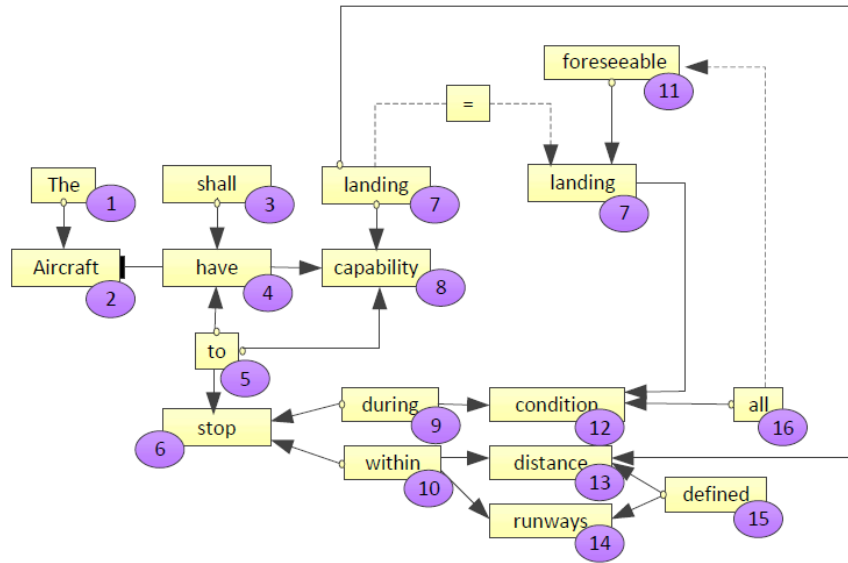 foreseeable
11
=
The
1
shall
3
landing
7
landing
7
Aircraft
2
have
4
capability
8
to
5
during
9
condition
12
all
16
stop
6
within
10
distance
13
defined
15
runways
14